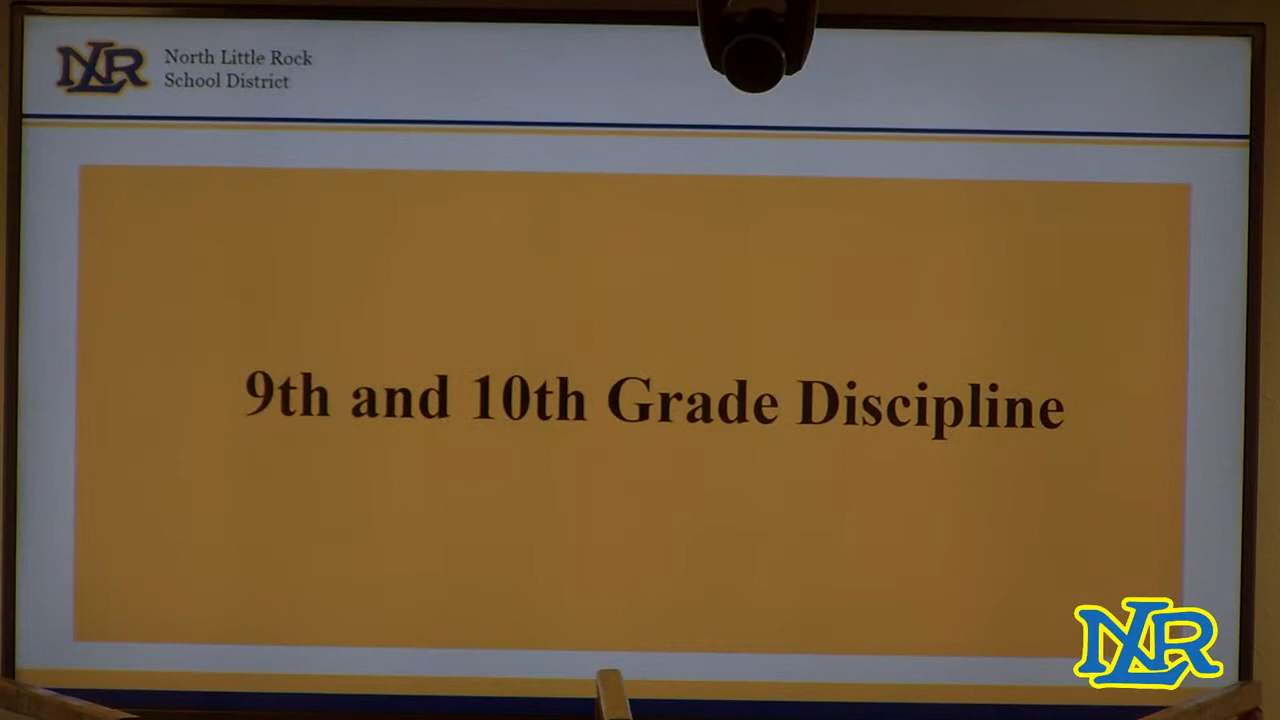 NLR
North Little Rock
School District
9th and 10th Grade Discipline
NLR